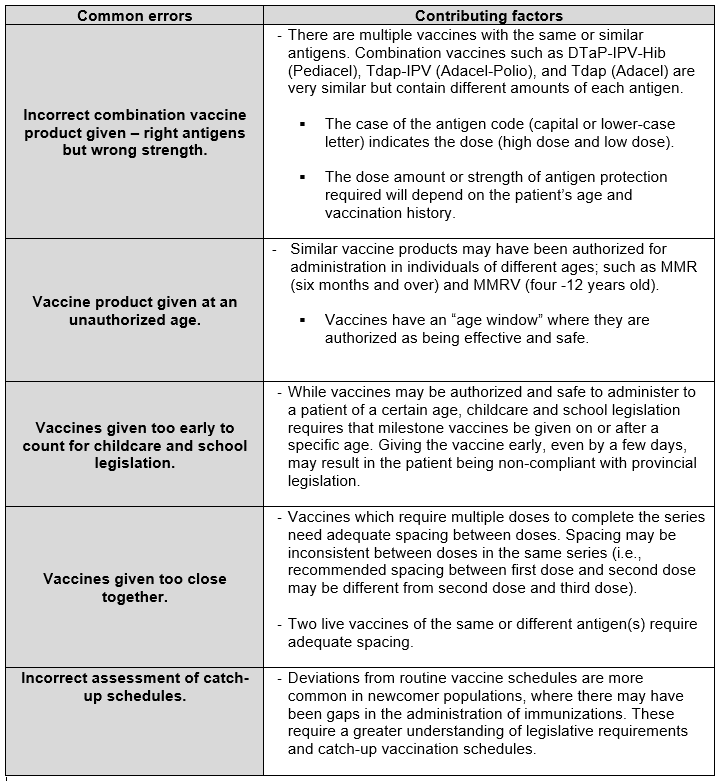 Common errors
Contributing factors
Incorrect combination vaccine
product given – right antigens
but wrong strength.
- There are multiple vaccines with the same or similar
antigens. Combination vaccines such as DTaP-IPV-Hib
(Pediacel), Tdap-IPV (Adacel-Polio), and Tdap (Adacel) are
very similar but contain different amounts of each antigen.
▪ The case of the antigen code (capital or lower-case
letter) indicates the dose (high dose and low dose).
▪ The dose amount or strength of antigen protection
required will depend on the patient’s age and
vaccination history.
Vaccine product given at an
unauthorized age.
- Similar vaccine products may have been authorized for
administration in individuals of different ages; such as MMR
(six months and over) and MMRV (four -12 years old).
▪ Vaccines have an “age window” where they are
authorized as being effective and safe.
Vaccines given too early to
count for childcare and school
legislation.
- While vaccines may be authorized and safe to administer to
a patient of a certain age, childcare and school legislation
requires that milestone vaccines be given on or after a
specific age. Giving the vaccine early, even by a few days,
may result in the patient being non-compliant with provincial
legislation.
Vaccines given too close
together.
- Vaccines which require multiple doses to complete the series
need adequate spacing between doses. Spacing may be
inconsistent between doses in the same series (i.e.,
recommended spacing between first dose and second dose
may be different from second dose and third dose).
- Two live vaccines of the same or different antigen(s) require
adequate spacing.
Incorrect assessment of catch-
up schedules.
- Deviations from routine vaccine schedules are more
common in newcomer populations, where there may have
been gaps in the administration of immunizations. These
require a greater understanding of legislative requirements
and catch-up vaccination schedules.